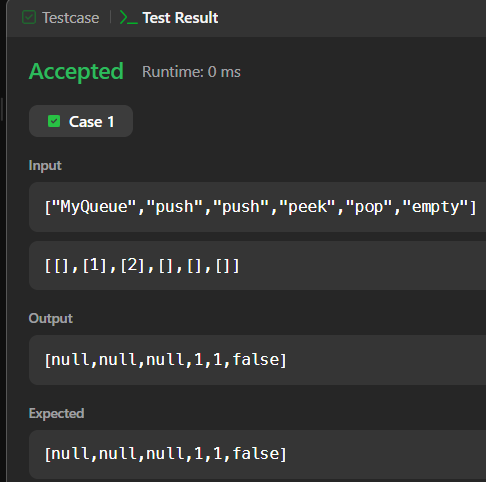 Testcase | Test Result
Accepted Runtime: 0 ms
Case 1
Input
["MyQueue","push","push","peek","pop","empty"]
[[],[1],[2],[],[],[]]
Output
[null,null,null,1,1,false]
Expected
[null,null,null,1,1,false]